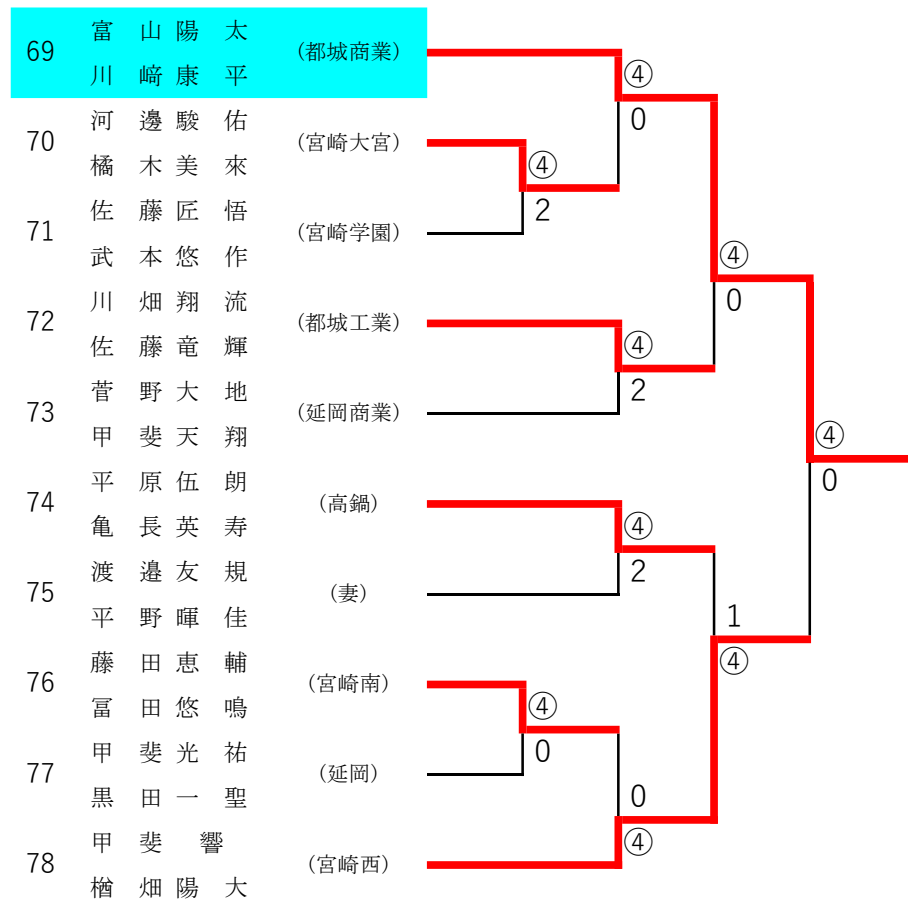 富山陽太
69 (都城商業)
川﨑康平
④
0
河邊駿佑
70 (宮崎大宮)
橘木美來
④
2
佐藤匠悟
71 (宮崎学園)
武本悠作
④
0
川畑翔流
72 (都城工業)
佐藤竜輝
④
2
菅野大地
73 (延岡商業)
甲斐天翔
④
0
平原伍朗
74 (高鍋)
亀長英寿
④
2
渡邉友規
75 (妻)
平野暉佳
1
④
藤田恵輔
76 (宮崎南)
冨田悠鳴
④
0
甲斐光祐
77 (延岡)
黒田一聖
0
④
甲斐響
78 (宮崎西)
楢畑陽大